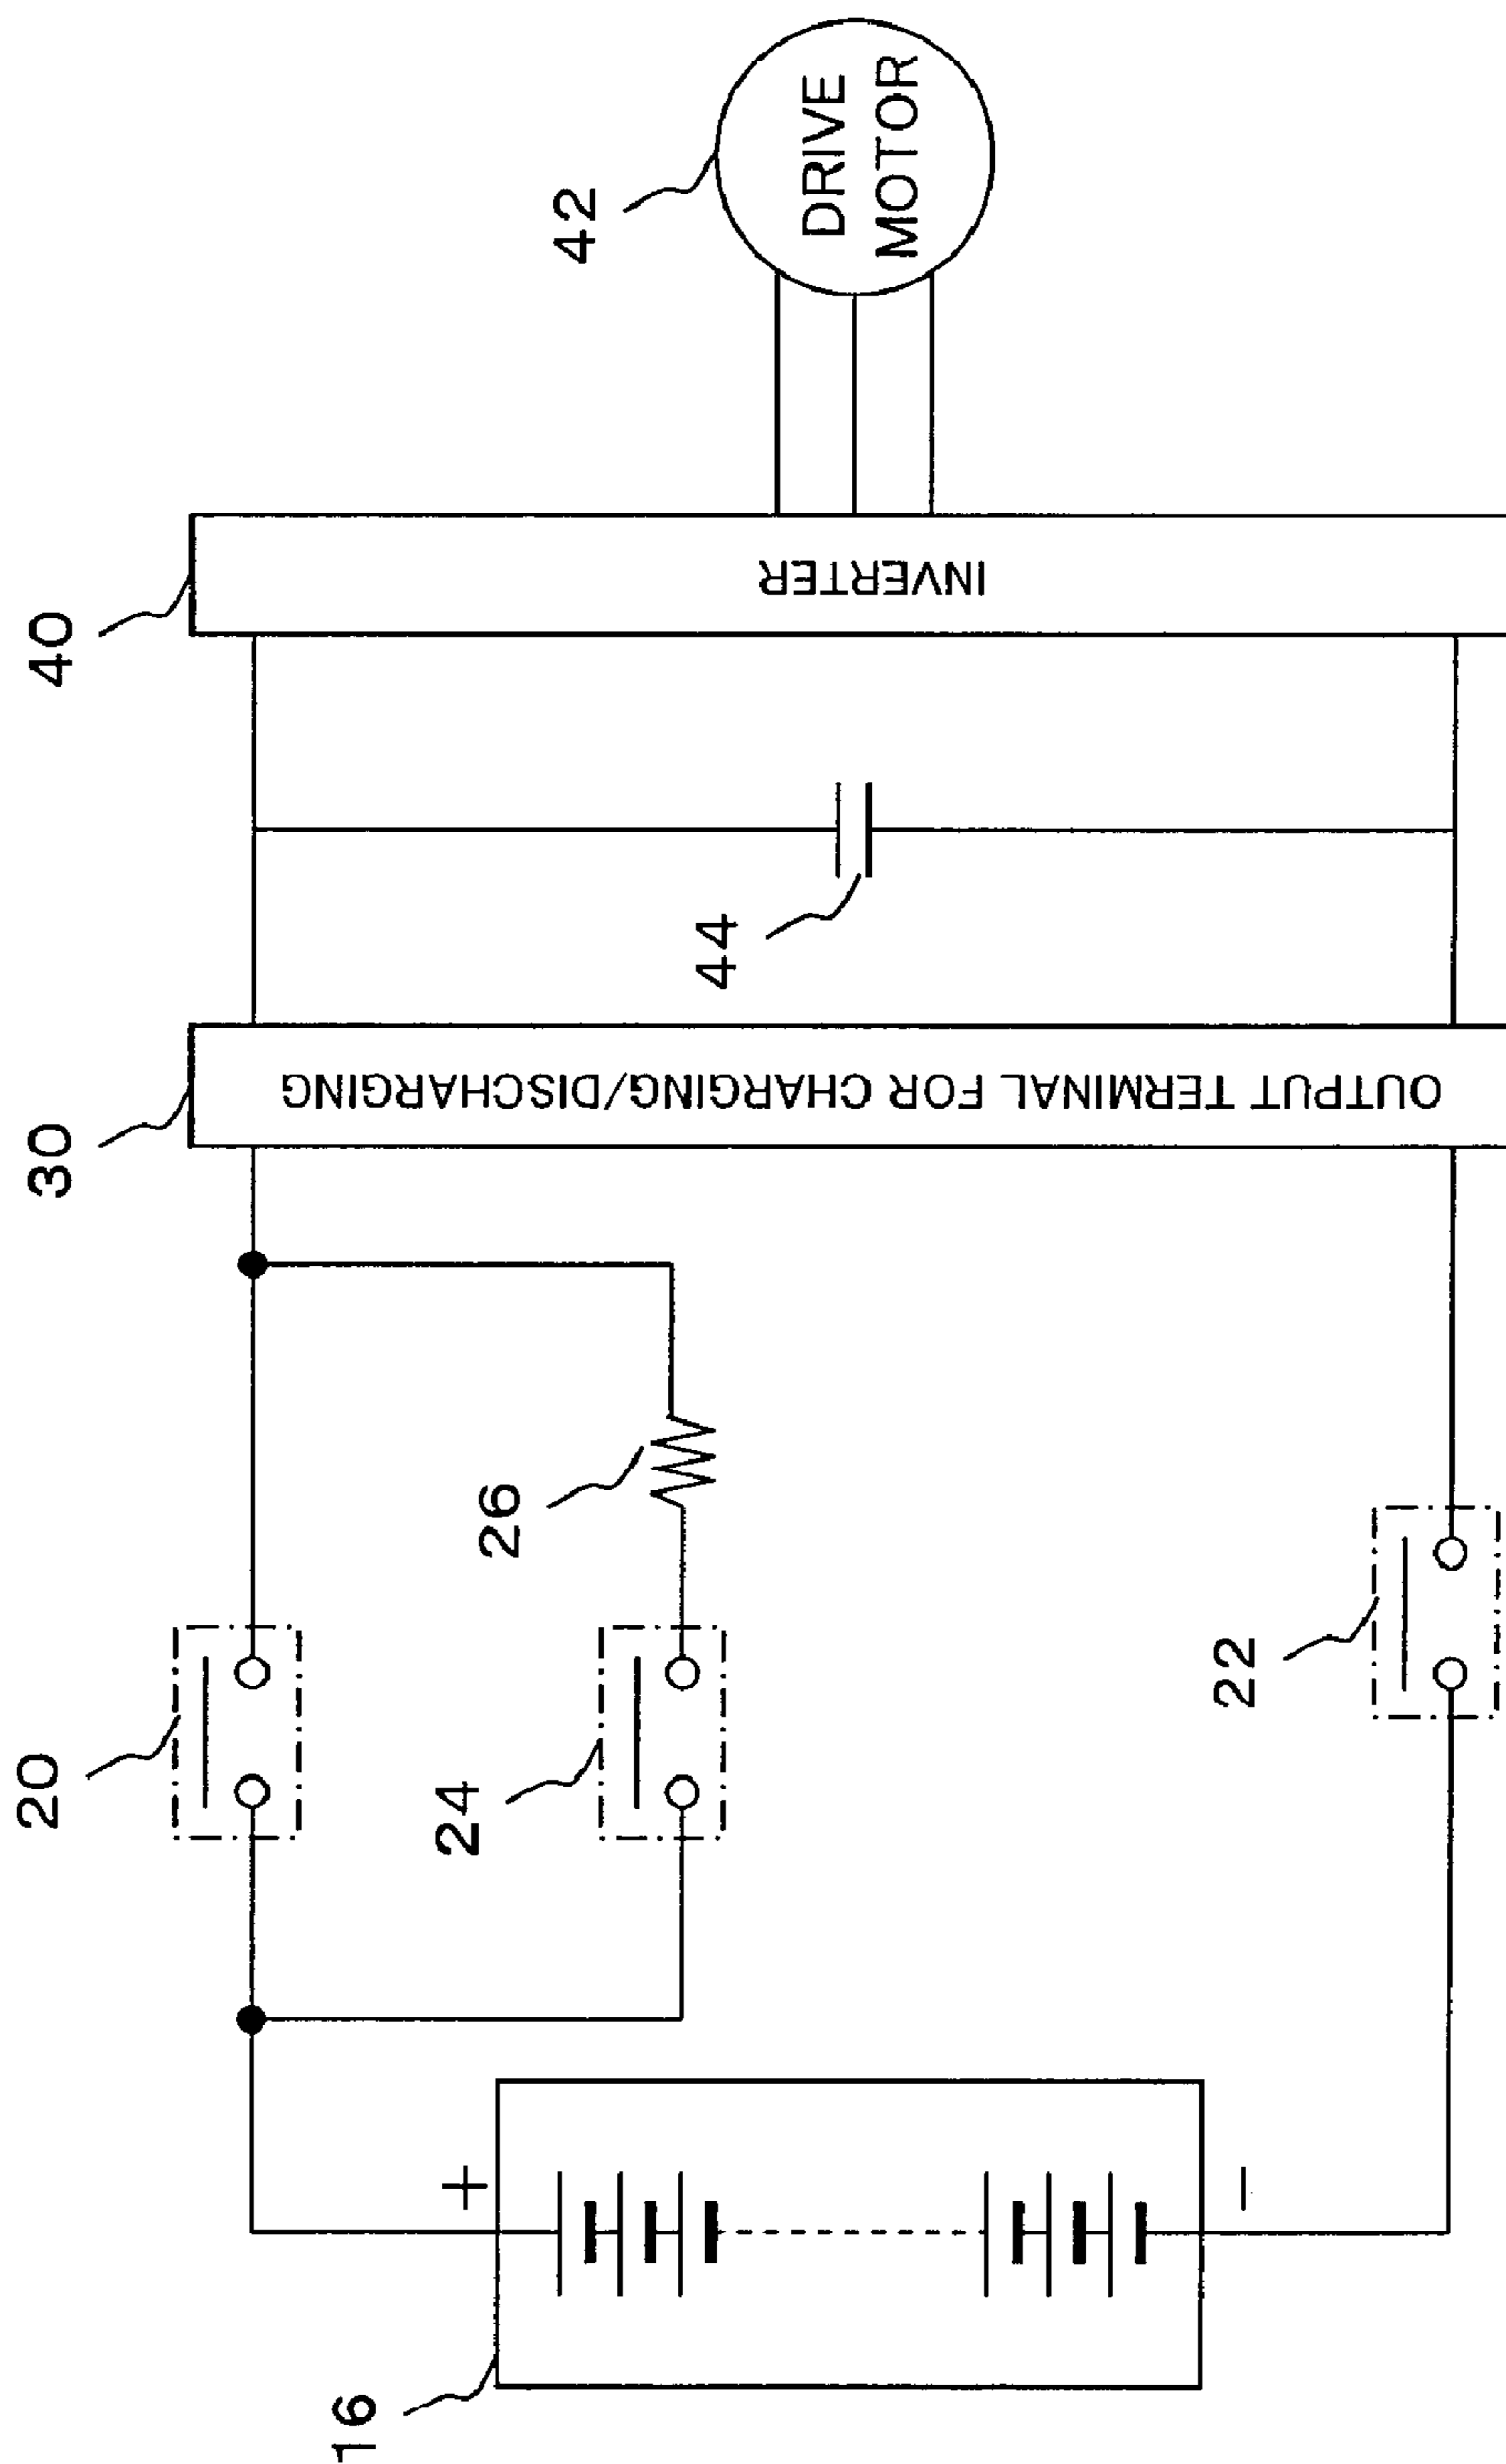 42
DRIVE
MOTOR
40
INVERTER
44
30
OUTPUT TERMINAL FOR CHARGING/DISCHARGING
26
20
24
22
+
−
16